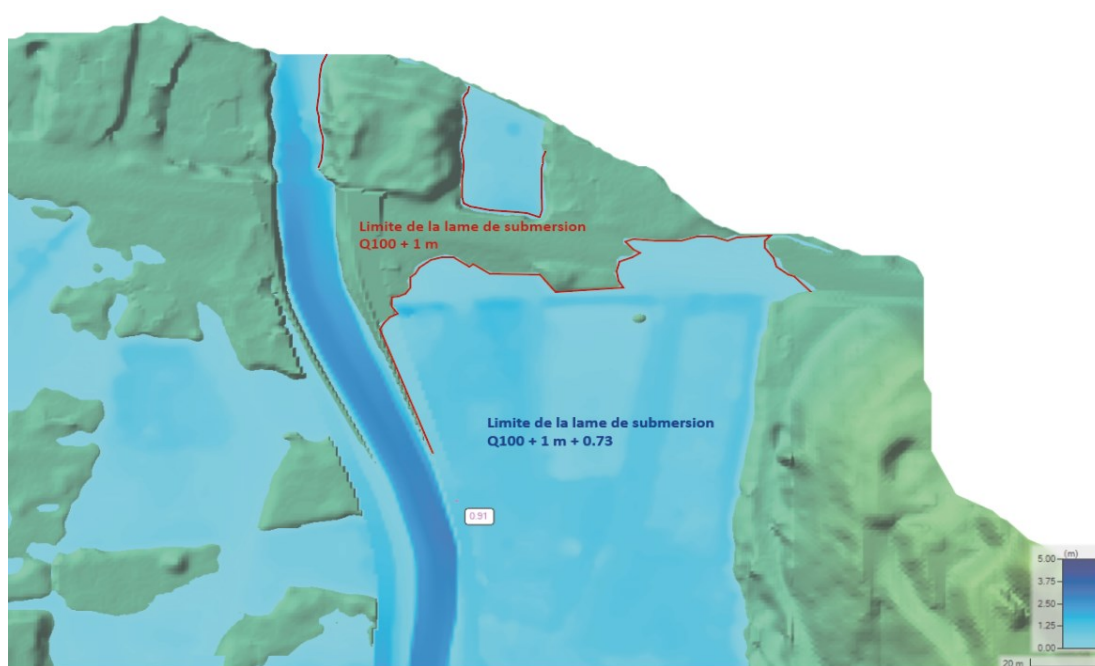 Limite de la lame de submersion
Q100 + 1 m
Limite de la lame de submersion
Q100 + 1 m + 0.73
0.91
5.00 (m)
3.75
2.50
1.25
0.00
20 m